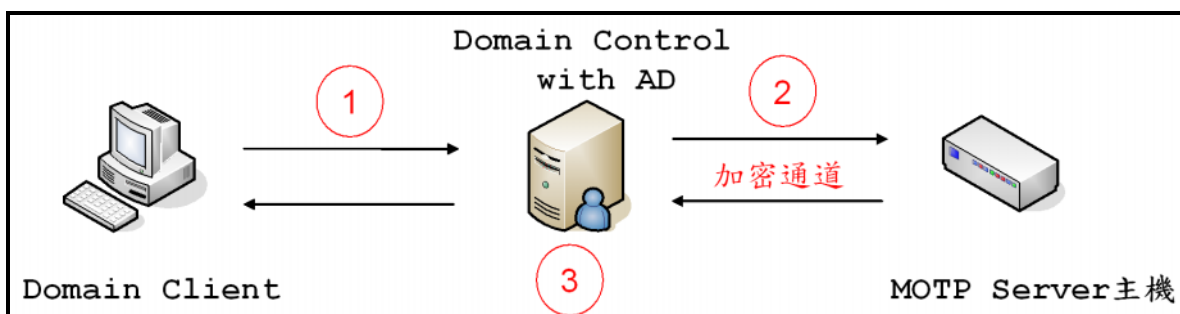 Domain Control
with AD
1
2
加密通道
3
Domain Client
MOTP Server主機